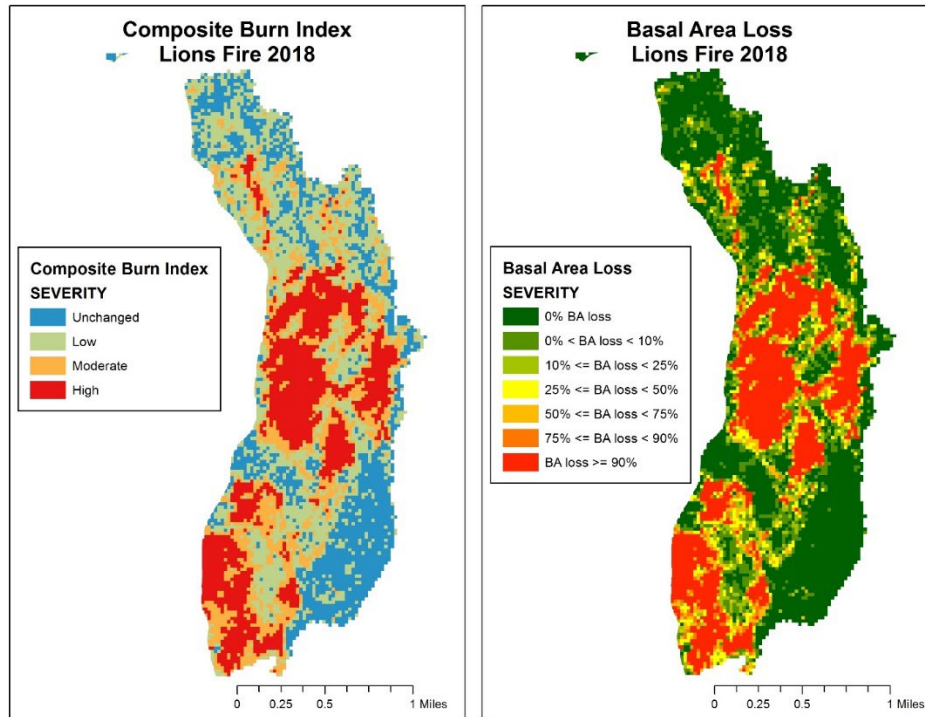 Composite Burn Index
Lions Fire 2018
Composite Burn Index
SEVERITY
Unchanged
Low
Moderate
High
0 0.25 0.5 1 Miles
Basal Area Loss
Lions Fire 2018
Basal Area Loss
SEVERITY
0% BA loss
0% < BA loss < 10%
10% <= BA loss < 25%
25% <= BA loss < 50%
50% <= BA loss < 75%
75% <= BA loss < 90%
BA loss >= 90%
0 0.25 0.5 1 Miles